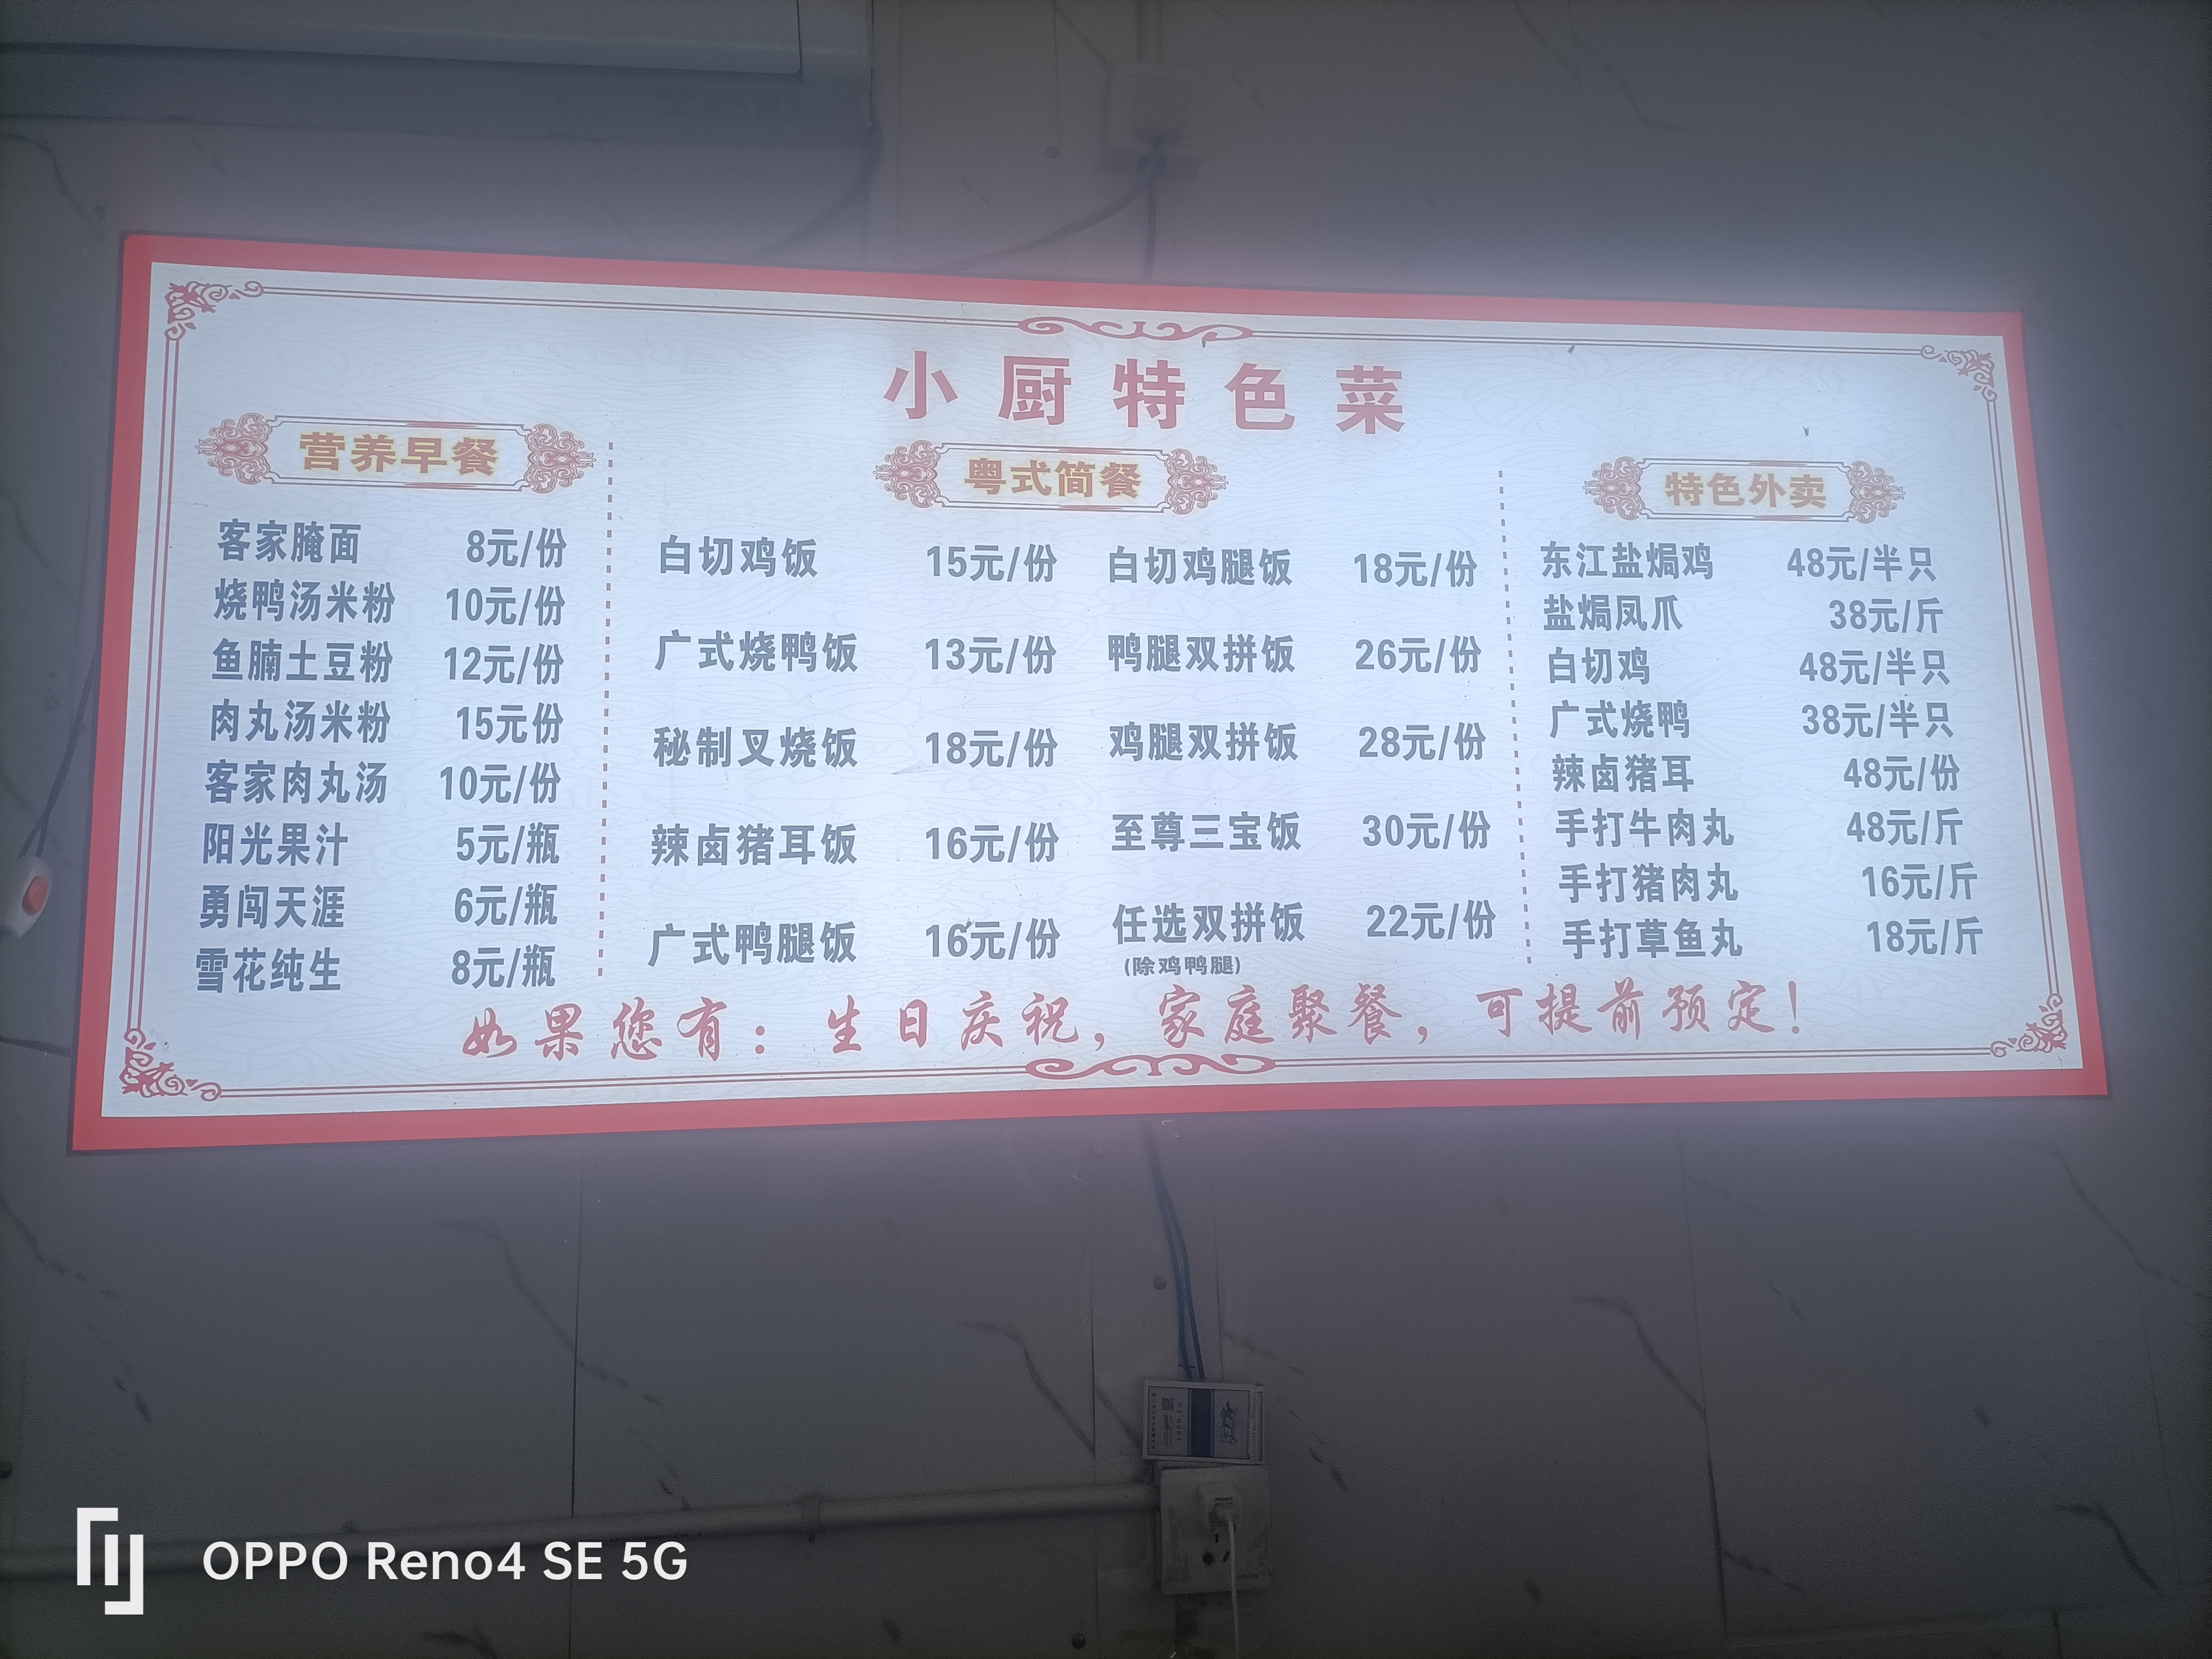 小厨特色菜
营养早餐
客家腌面 8元/份
烧鸭汤米粉 10元/份
鱼腩土豆粉 12元/份
肉丸汤米粉 15元份
客家肉丸汤 10元/份
阳光果汁 5元/瓶
勇闯天涯 6元/瓶
雪花纯生 8元/瓶
粤式简餐
白切鸡饭 15元/份
广式烧鸭饭 13元/份
秘制叉烧饭 18元/份
辣卤猪耳饭 16元/份
广式鸭腿饭 16元/份
白切鸡腿饭 18元/份
鸭腿双拼饭 26元/份
鸡腿双拼饭 28元/份
至尊三宝饭 30元/份
任选双拼饭 22元/份
(除鸡鸭腿)
特色外卖
东江盐焗鸡 48元/半只
盐焗凤爪 38元/斤
白切鸡 48元/半只
广式烧鸭 38元/半只
辣卤猪耳 48元/份
手打牛肉丸 48元/斤
手打猪肉丸 16元/斤
手打草鱼丸 18元/斤
如果您有：生日庆祝，家庭聚餐，可提前预定！
OPPO Reno4 SE 5G